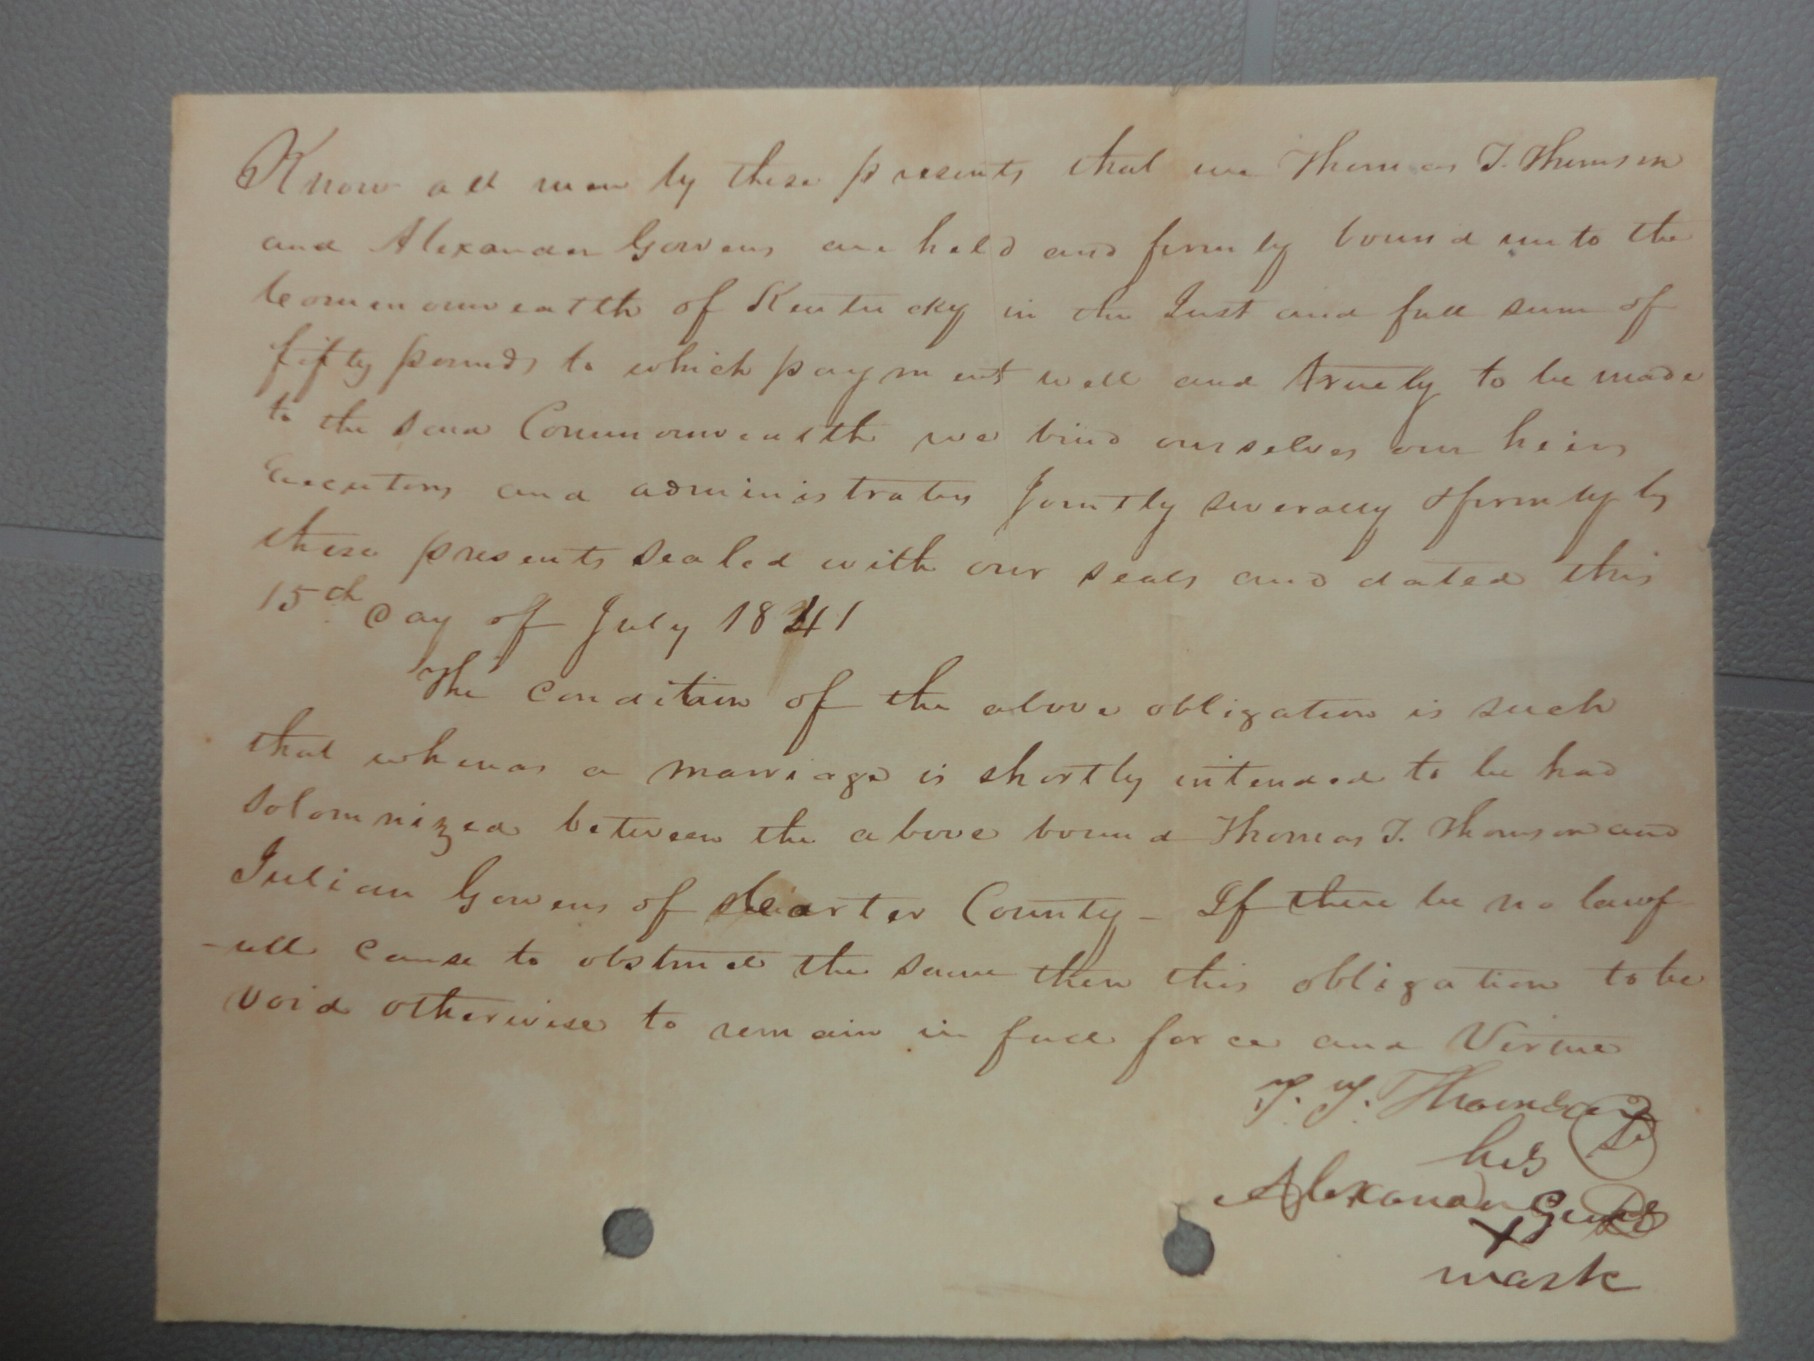 Know all men by these presents that we Thomas T. Thomson
and Alexander Gowens are held and firmly bound unto the
Commonwealth of Kentucky in the Just and full sum of
fifty pounds to which payment well and truely to be made
to the said Commonwealth we bind ourselves our heirs
Executors and administrators Jointly severally & firmly by
these presents sealed with our seals and dated this
15th day of July 1841
The condition of the above obligation is such
that whereas a marriage is shortly intended to be had
Solomnized between the above bound Thomas T. Thomson and
Julian Gowens of Carter County - If there be no lawf-
-ull cause to obstruct the same then this obligation to be
void otherwise to remain in full force and Virtue
T. T. Thomson
his
Alexander
X
mark